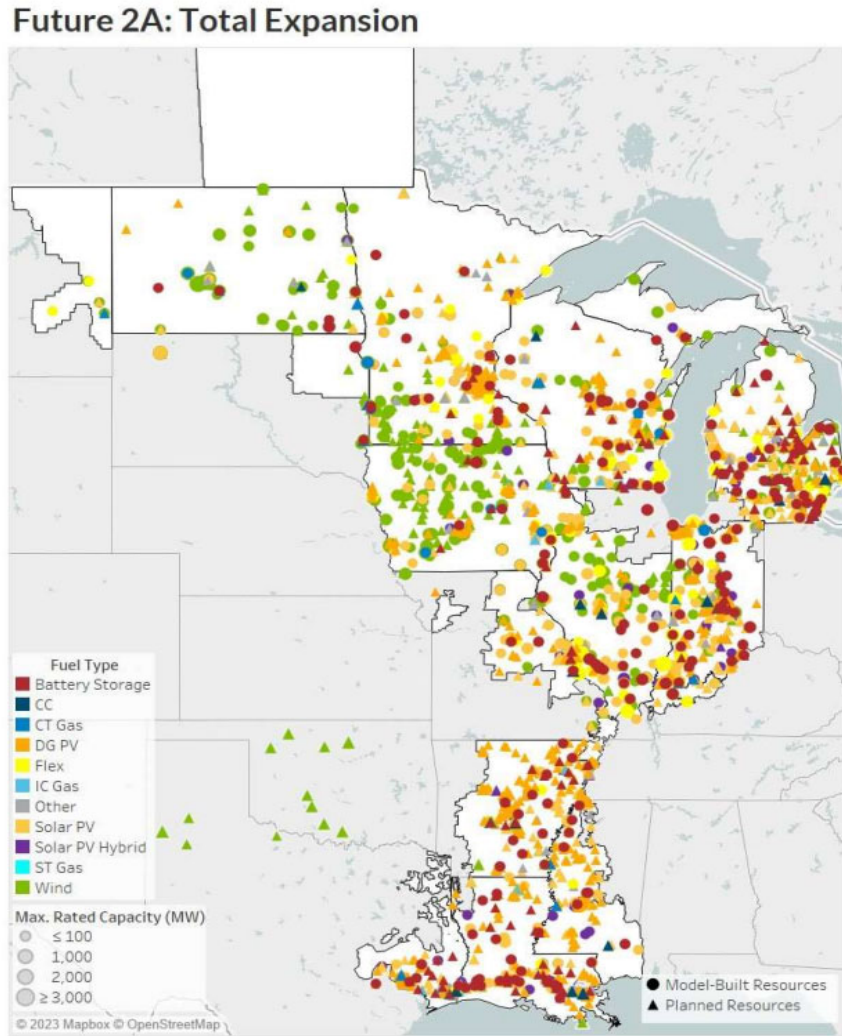 Future 2A: Total Expansion
Fuel Type
Battery Storage
CC
CT Gas
DG PV
Flex
IC Gas
Other
Solar PV
Solar PV Hybrid
ST Gas
Wind
Max. Rated Capacity (MW)
≤ 100
1,000
2,000
≥ 3,000
© 2023 Mapbox © OpenStreetMap
Model-Built Resources
Planned Resources